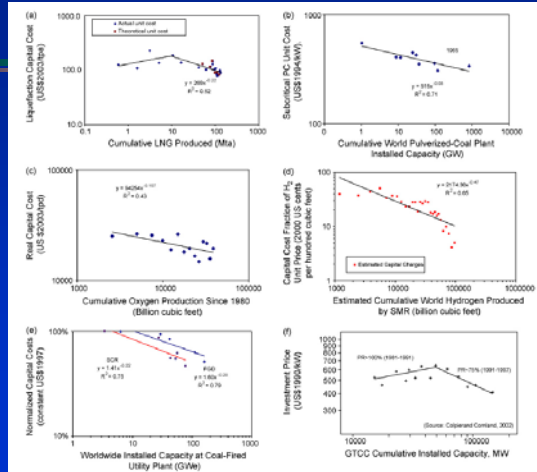 (a)
Actual unit cost
Theoretical unit cost
Liquefaction Capital Cost
(US$2003/tpa)
1000.0
100.0
10.0
R² = 0.52
0.1
10
1000
Cumulative LNG Produced (Mta)
(b)
Subcritical PC Unit Cost
(US$1994/kW).
1000
100
R² = 0.71
1
10
100
1000
Cumulative World Pulverized-Coal Plant
Installed Capacity (GW)
(c)
Real Capital Cost
(US $2003/tpd)
100000
10000
R² = 0.43
1000
10000
100000
Cumulative Oxygen Production Since 1980
(Billion cubic feet)
(d)
Capital Cost Fraction of H2
Unit Price (2000 US cents
per hundred cubic feet)
100
10
1
Estimated Capital Charges
1000
10000
100000
1000000
Estimated Cumulative World Hydrogen Produced
by SMR (billion cubic feet)
(e)
Normalized Capital Costs
(constant US$1997)
100%
10%
SCR
R² = 0.75
FGD
R² = 0.79
1
10
100
1000
Worldwide Installed Capacity at Coal-Fired
Utility Plant (GWe)
(f)
Investment Price
(US$1990/kW)
1000
900
800
700
600
500
400
300
(1981-1991)
PR=75% (1991-1997)
(Source: Colpier and Cornland, 2002)
10000
100000
GTCC Cumulative Installed Capacity, MW